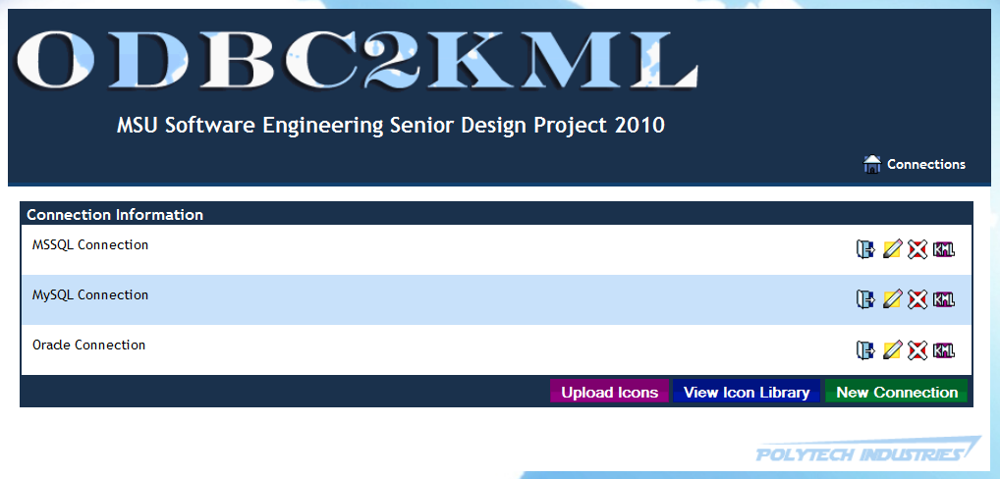 ODBC2KML
MSU Software Engineering Senior Design Project 2010
Connections
Connection Information
MSSQL Connection
KML
MySQL Connection
KML
Oracle Connection
KML
Upload Icons View Icon Library New Connection
POLYTECH INDUSTRIES